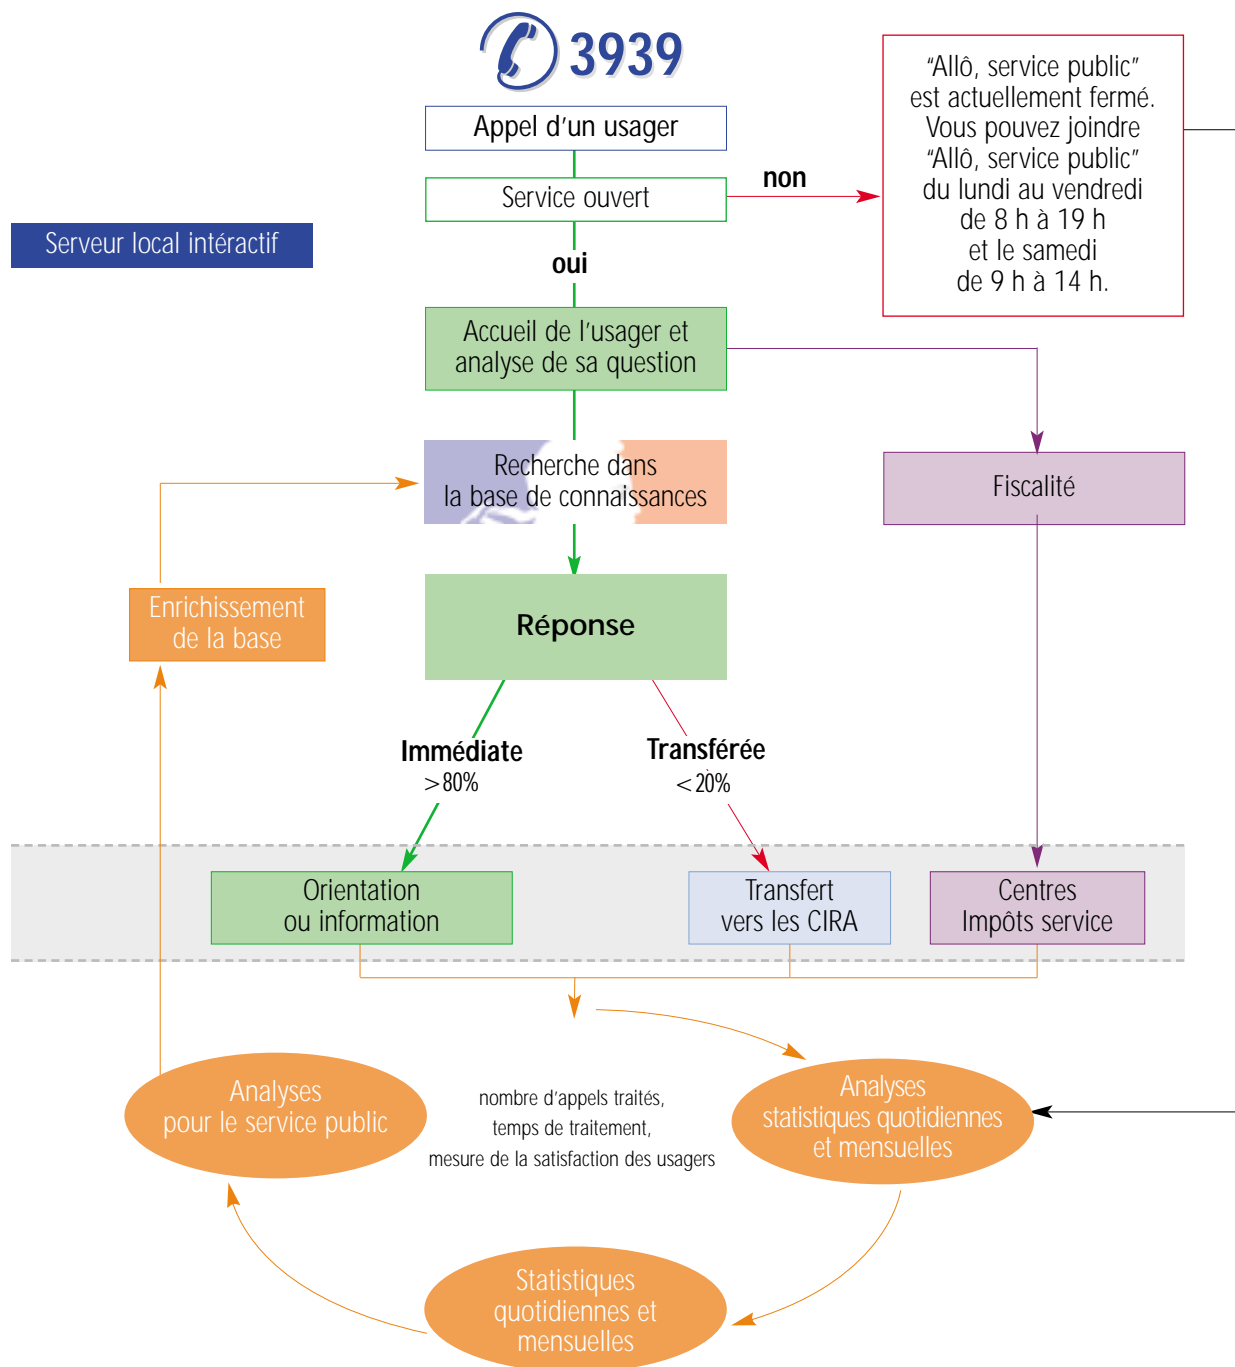 3939
Appel d'un usager
Service ouvert
non
"Allô, service public"
est actuellement fermé.
Vous pouvez joindre
"Allô, service public"
du lundi au vendredi
de 8 h à 19 h
et le samedi
de 9 h à 14 h.
Serveur local intéractif
oui
Accueil de l'usager et
analyse de sa question
Recherche dans
la base de connaissances
Fiscalité
Enrichissement
de la base
Réponse
Immédiate
>80%
Transférée
<20%
Orientation
ou information
Transfert
vers les CIRA
Centres
Impôts service
Analyses
pour le service public
nombre d'appels traités,
temps de traitement,
mesure de la satisfaction des usagers
Analyses
statistiques quotidiennes
et mensuelles
Statistiques
quotidiennes et
mensuelles